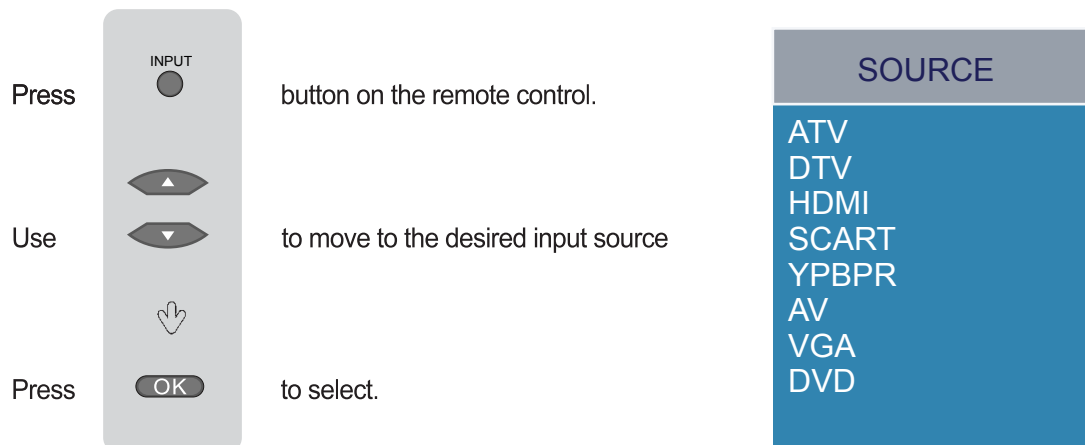 INPUT
Press button on the remote control.
Use to move to the desired input source
Press OK to select.
SOURCE
ATV
DTV
HDMI
SCART
YPBPR
AV
VGA
DVD